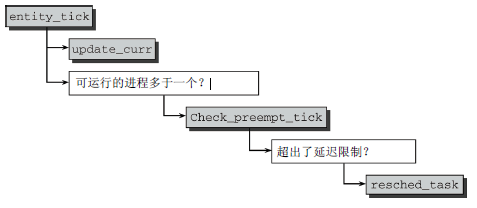 entity_tick
update_curr
可运行的进程多于一个？
Check_preempt_tick
超出了延迟限制？
resched_task